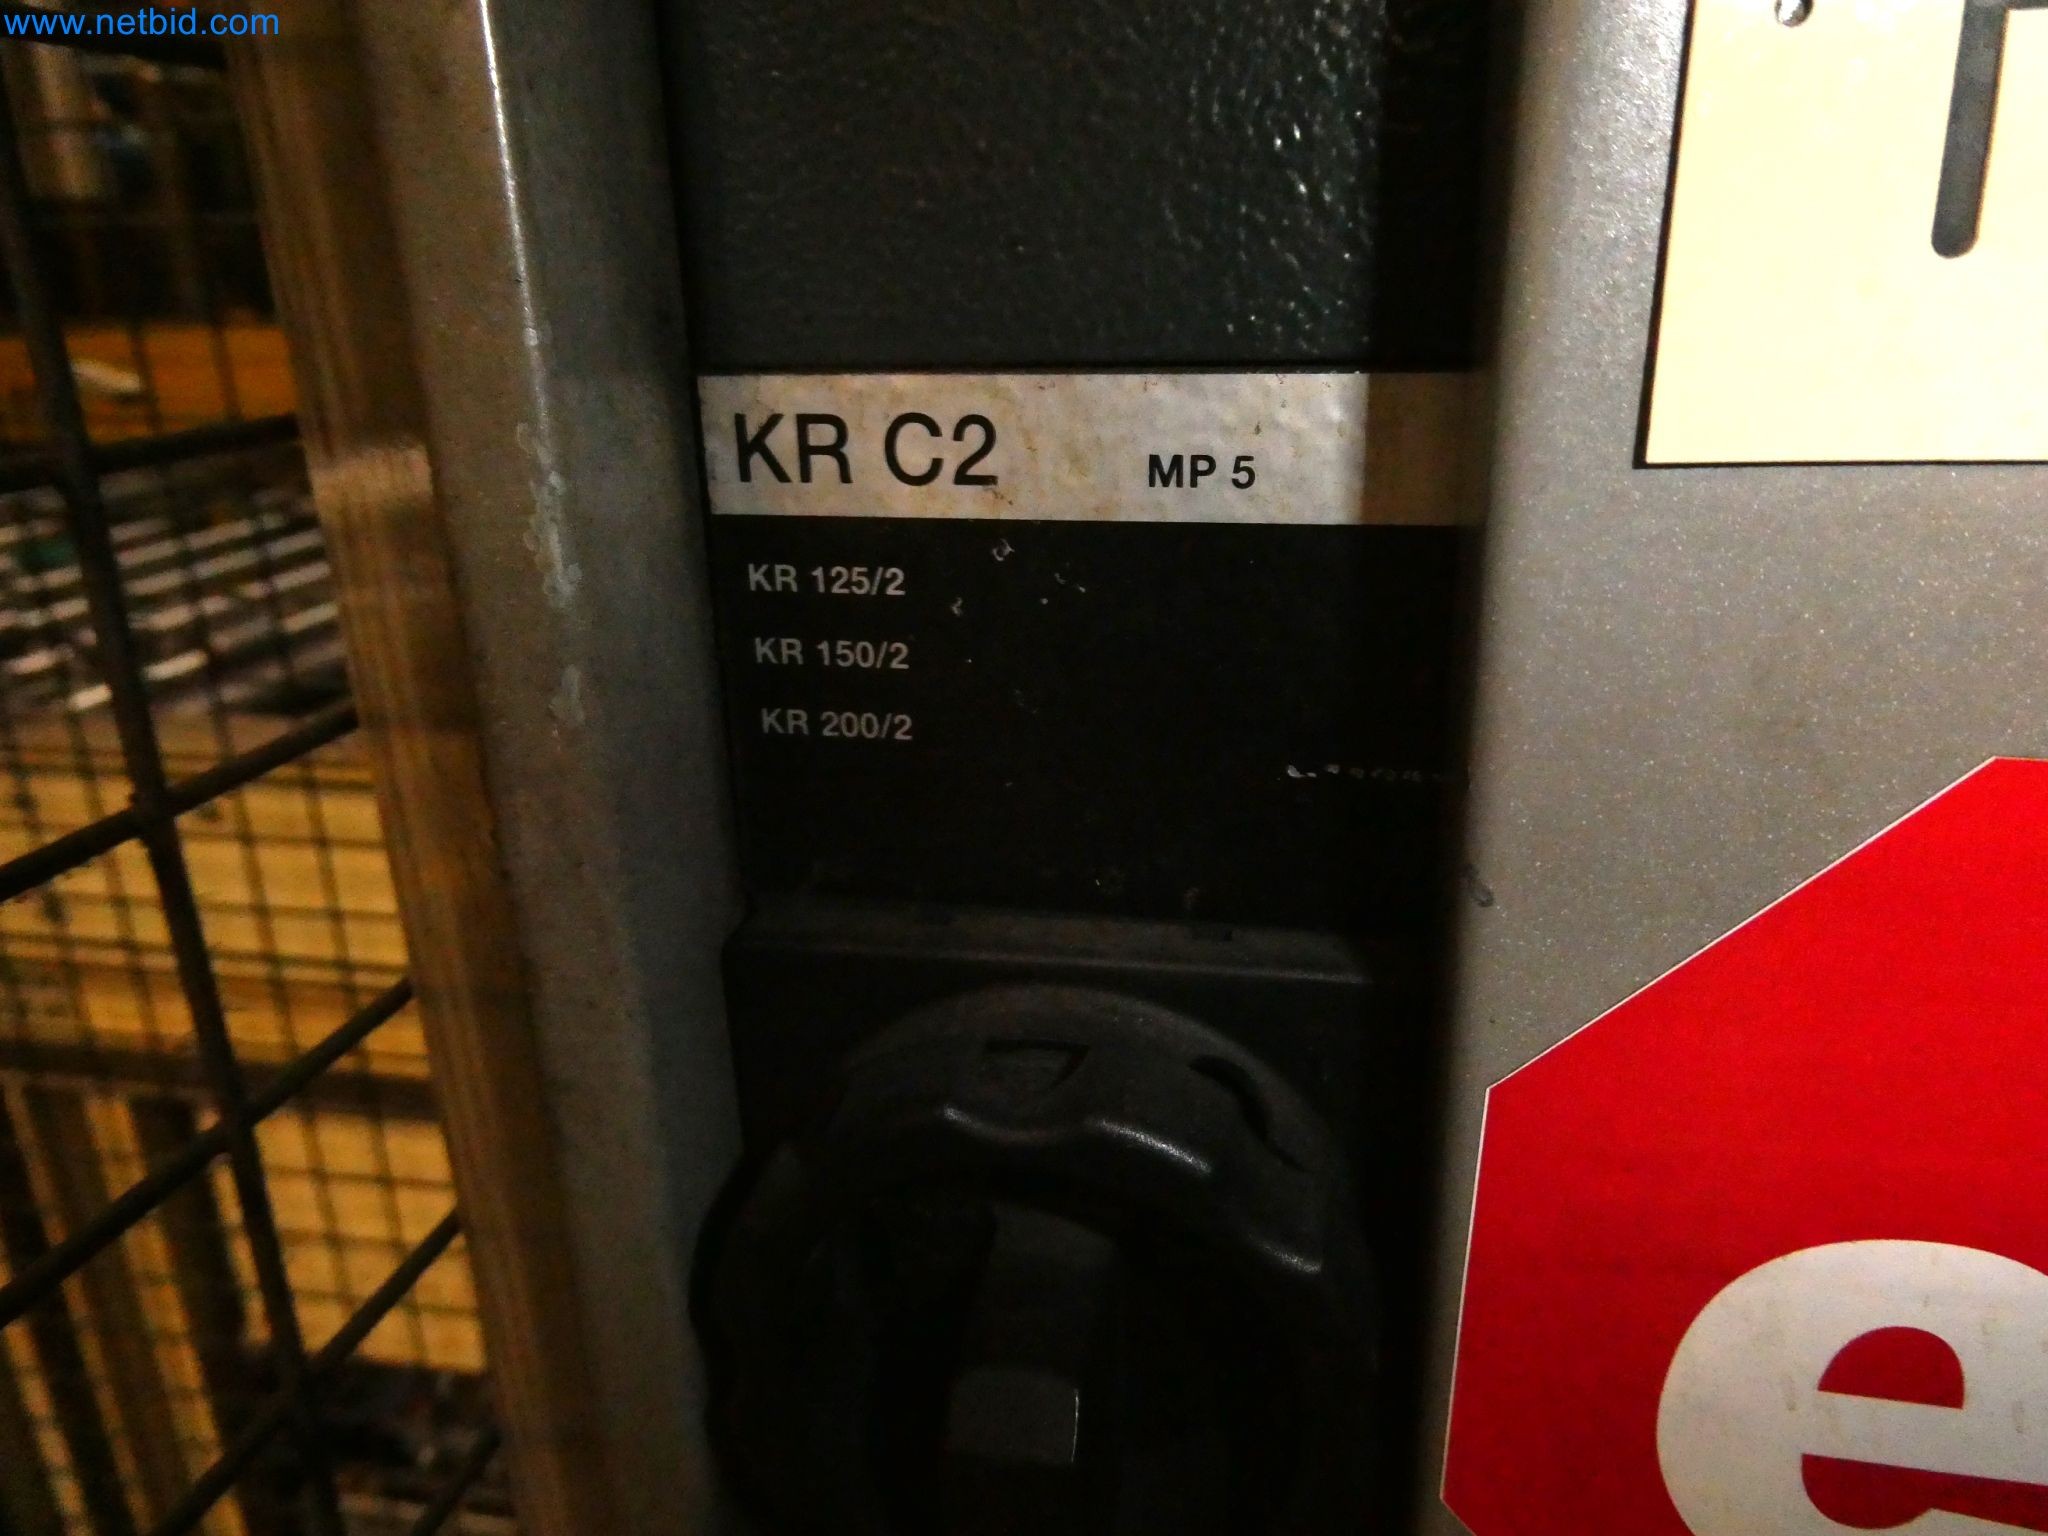 www.netbid.com
KR C2 MP 5
KR 125/2
KR 150/2
KR 200/2
e